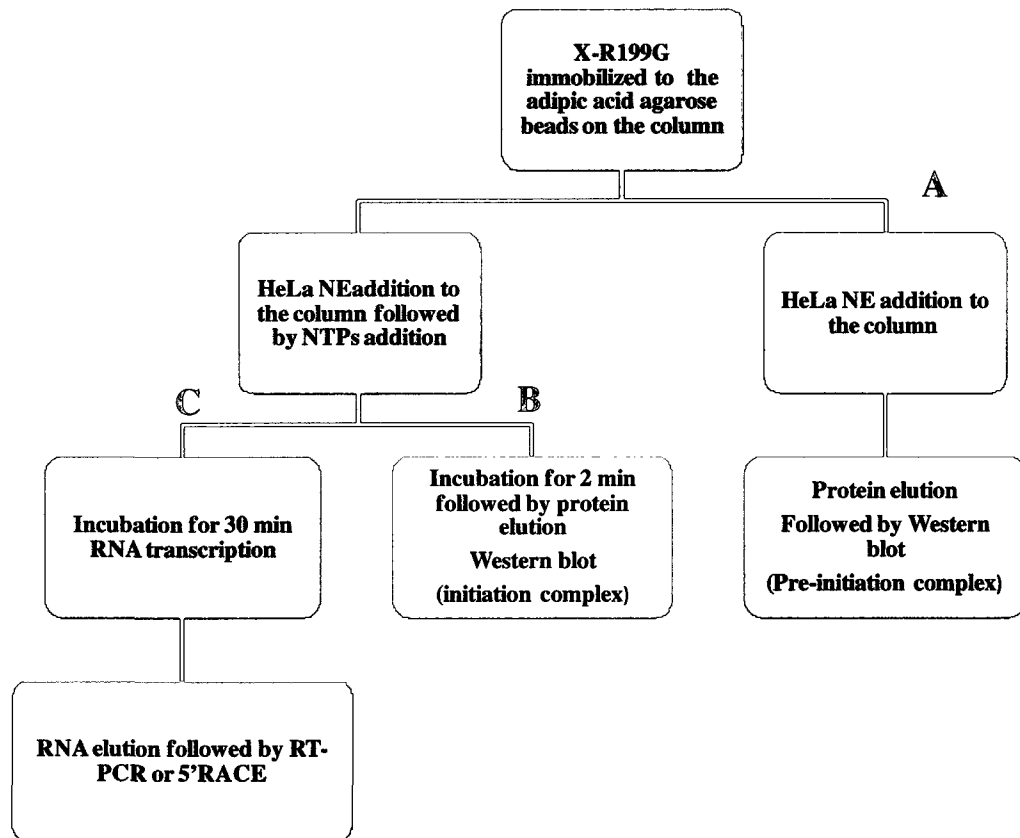 X-R199G
immobilized to the
adipic acid agarose
beads on the column
A
HeLa NEaddition to
the column followed
by NTPs addition
HeLa NE addition to
the column
C
B
Incubation for 30 min
RNA transcription
Incubation for 2 min
followed by protein
elution
Western blot
(initiation complex)
Protein elution
Followed by Western
blot
(Pre-initiation complex)
RNA elution followed by RT-
PCR or 5'RACE